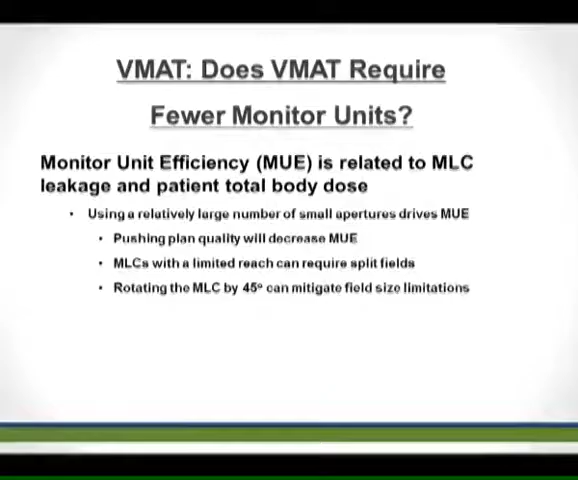 VMAT: Does VMAT Require
Fewer Monitor Units?
Monitor Unit Efficiency (MUE) is related to MLC
leakage and patient total body dose
• Using a relatively large number of small apertures drives MUE
• Pushing plan quality will decrease MUE
• MLCs with a limited reach can require split fields
• Rotating the MLC by 45° can mitigate field size limitations